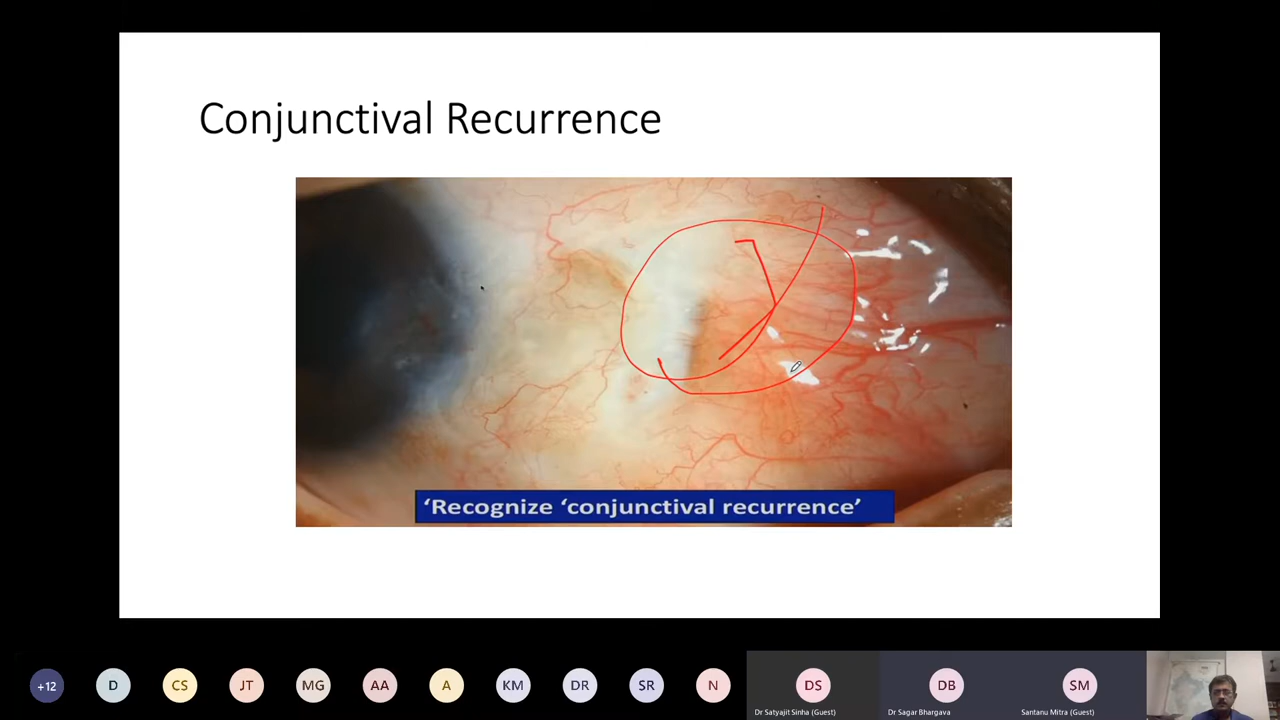 Conjunctival Recurrence
‘Recognize ‘conjunctival recurrence’
+12
D
CS
JT
MG
AA
A
KM
DR
SR
N
DS
DB
SM
Dr Satyajit Sinha (Guest)
Dr Sagar Bhargava
Santanu Mitra (Guest)